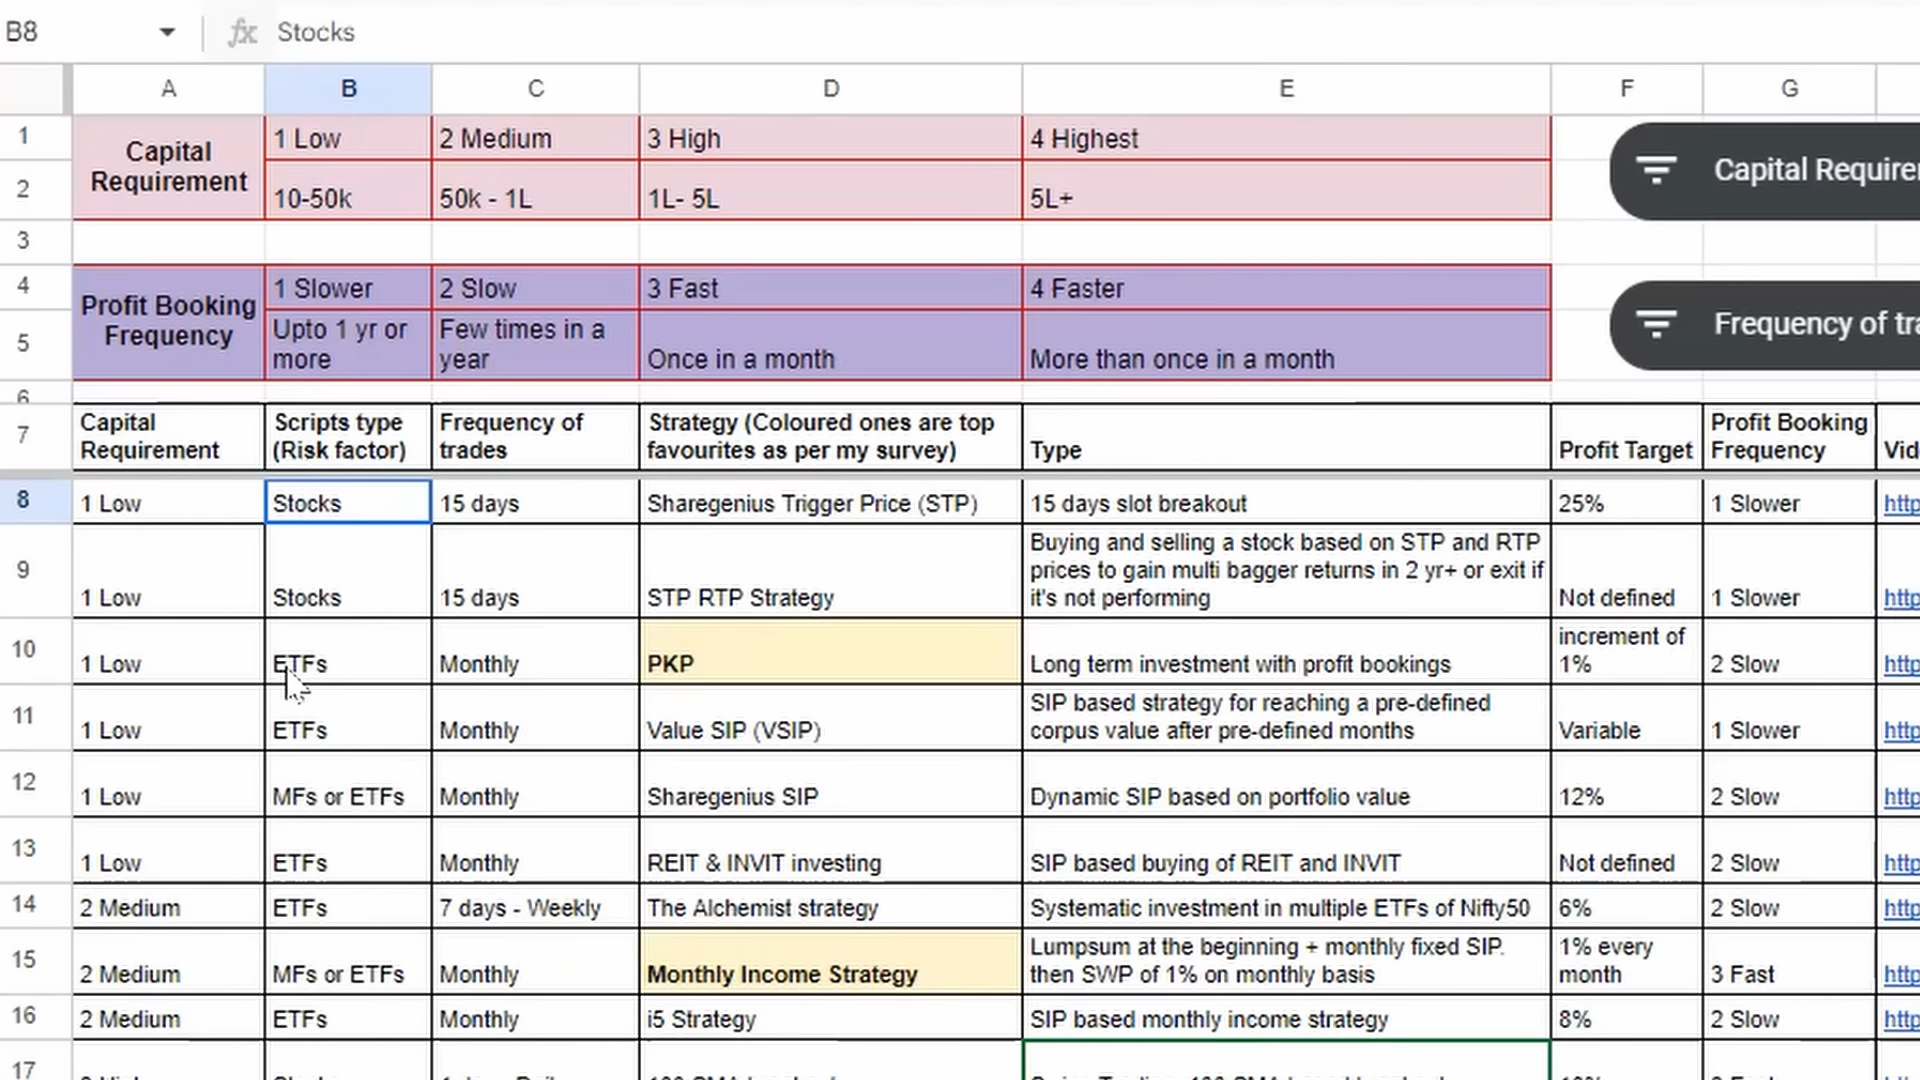 B8
fx Stocks
A B C D E F G
1 Capital Requirement 1 Low 2 Medium 3 High 4 Highest
Capital Require
2 10-50k 50k - 1L 1L- 5L 5L+
3
4 Profit Booking Frequency 1 Slower 2 Slow 3 Fast 4 Faster
Frequency of tra
5 Upto 1 yr or more Few times in a year Once in a month More than once in a month
6
7 Capital Requirement Scripts type (Risk factor) Frequency of trades Strategy (Coloured ones are top favourites as per my survey) Type Profit Target Profit Booking Frequency Vid
8 1 Low Stocks 15 days Sharegenius Trigger Price (STP) 15 days slot breakout 25% 1 Slower http
9 1 Low Stocks 15 days STP RTP Strategy Buying and selling a stock based on STP and RTP prices to gain multi bagger returns in 2 yr+ or exit if it's not performing Not defined 1 Slower http
10 1 Low ETFs Monthly PKP Long term investment with profit bookings increment of 1% 2 Slow http
11 1 Low ETFs Monthly Value SIP (VSIP) SIP based strategy for reaching a pre-defined corpus value after pre-defined months Variable 1 Slower http
12 1 Low MFs or ETFs Monthly Sharegenius SIP Dynamic SIP based on portfolio value 12% 2 Slow http
13 1 Low ETFs Monthly REIT & INVIT investing SIP based buying of REIT and INVIT Not defined 2 Slow http
14 2 Medium ETFs 7 days - Weekly The Alchemist strategy Systematic investment in multiple ETFs of Nifty50 6% 2 Slow http
15 2 Medium MFs or ETFs Monthly Monthly Income Strategy Lumpsum at the beginning + monthly fixed SIP. then SWP of 1% on monthly basis 1% every month 3 Fast http
16 2 Medium ETFs Monthly i5 Strategy SIP based monthly income strategy 8% 2 Slow http
17